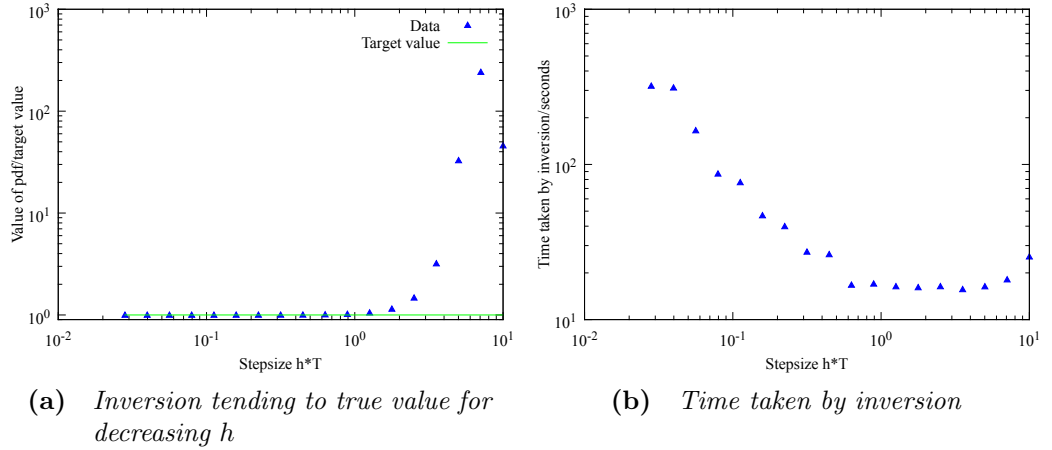 10^3
10^2
10^1
10^0
Value of pdf/target value
Data
Target value
10^-2
10^-1
10^0
10^1
Stepsize h*T
(a) Inversion tending to true value for
decreasing h
10^3
10^2
10^1
Time taken by inversion/seconds
10^-2
10^-1
10^0
10^1
Stepsize h*T
(b) Time taken by inversion